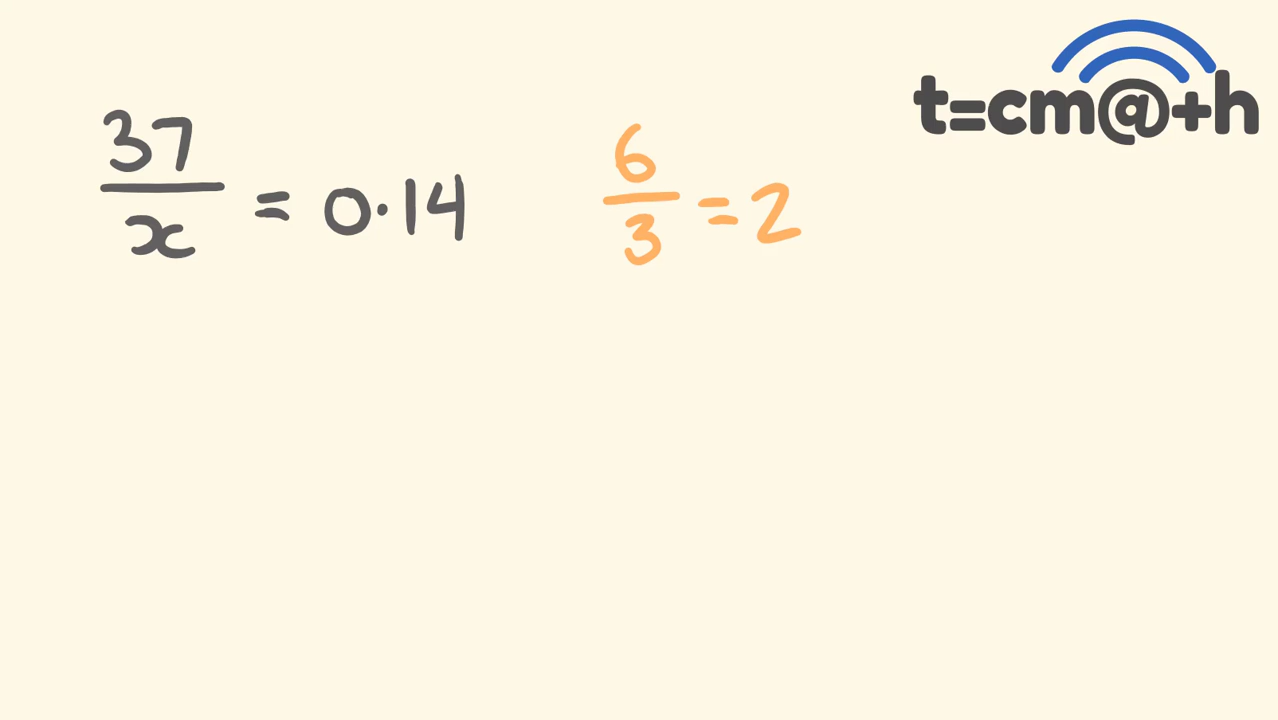 t=cm@+h
37/x = 0·14
6/3 = 2